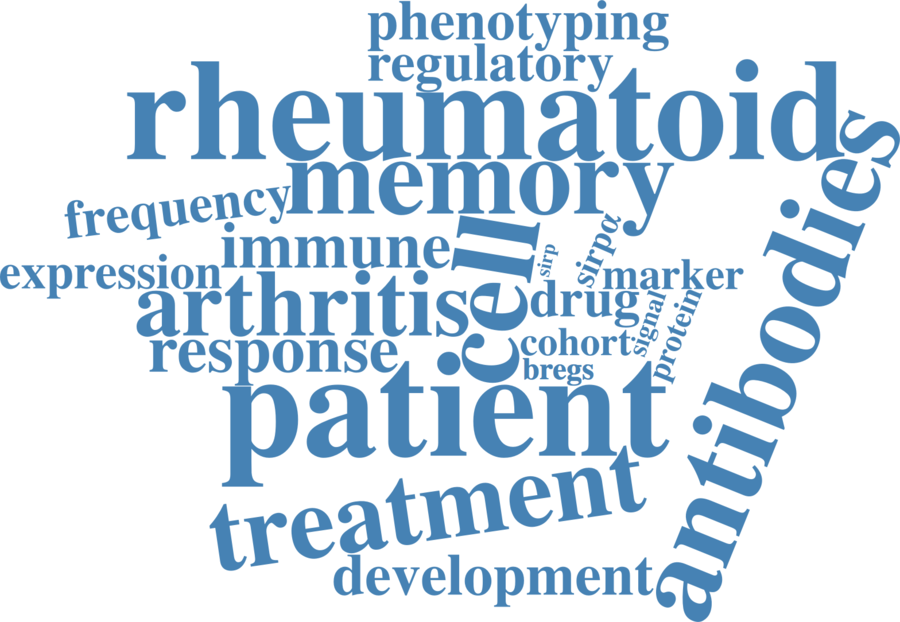 phenotyping
regulatory
rheumatoid
memory
frequency
immune
expression
arthritis
response
cell
sirp
sirpα
marker
drug
signal
protein
cohort
bregs
patient
antibodies
treatment
development